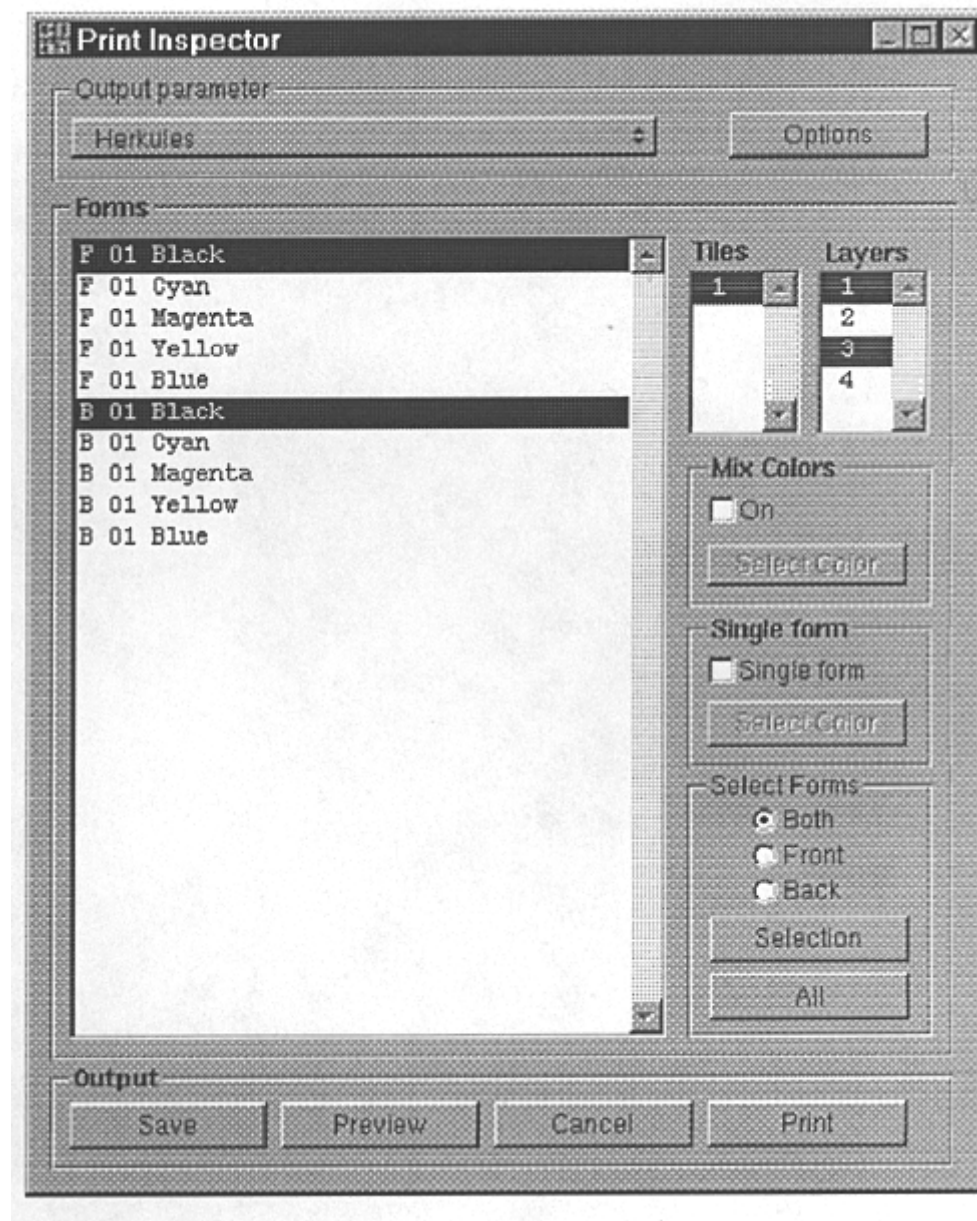 Print Inspector
Output parameter
Herkules
Options
Forms
F 01 Black
F 01 Cyan
F 01 Magenta
F 01 Yellow
F 01 Blue
B 01 Black
B 01 Cyan
B 01 Magenta
B 01 Yellow
B 01 Blue
Tiles
1
Layers
1
2
3
4
Mix Colors
On
Select Color
Single form
Single form
Select Color
Select Forms
Both
Front
Back
Selection
All
Output
Save
Preview
Cancel
Print